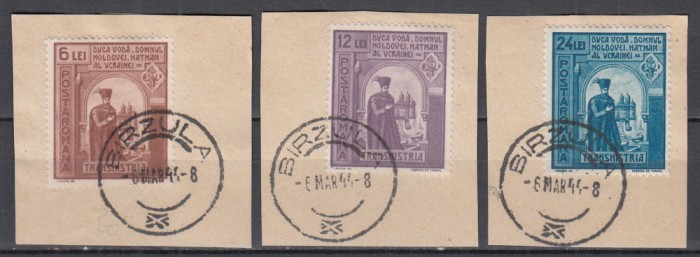 6 LEI
DUCA VODĂ, DOMNUL
MOLDOVEI, HATMAN
AL UCRAINEI
POSTA ROMANA
TRANSNISTRIA
BIRZULA
-6 MAR 44-8
12 LEI
DUCA VODĂ, DOMNUL
MOLDOVEI, HATMAN
AL UCRAINEI
POSTA RO
TRANSNISTRIA
BIRZULA
-6 MAR 44-8
24 LEI
DUCA VODĂ, DOMNUL
MOLDOVEI, HATMAN
AL UCRAINEI
POSTA RO
TRANSNISTRIA
BIRZULA
-6 MAR 44-8